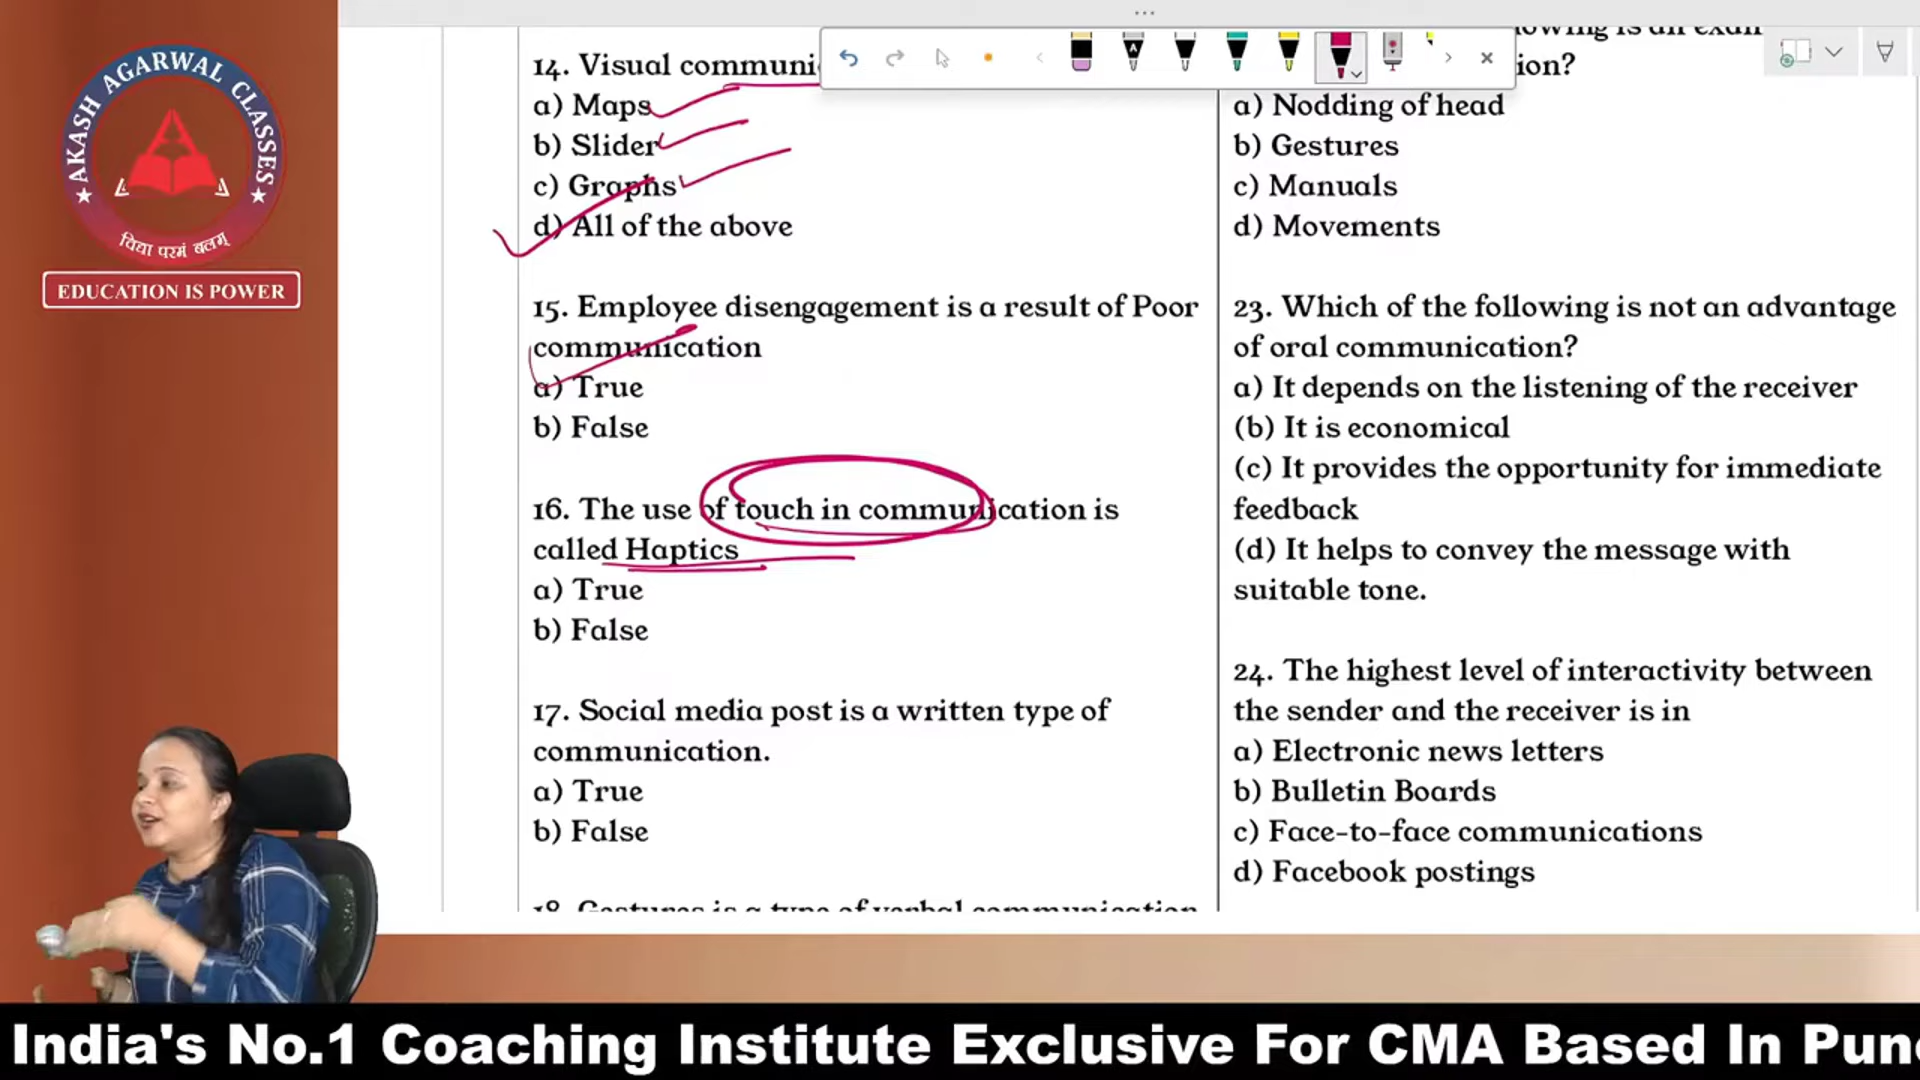 AKASH AGARWAL CLASSES
विद्या परमं बलम्
EDUCATION IS POWER
14. Visual communi
a) Maps
b) Slider
c) Graphs
d) All of the above
15. Employee disengagement is a result of Poor
communication
a) True
b) False
16. The use of touch in communication is
called Haptics
a) True
b) False
17. Social media post is a written type of
communication.
a) True
b) False
18. Gestures is a type of verbal communication
ion?
a) Nodding of head
b) Gestures
c) Manuals
d) Movements
23. Which of the following is not an advantage
of oral communication?
a) It depends on the listening of the receiver
(b) It is economical
(c) It provides the opportunity for immediate
feedback
(d) It helps to convey the message with
suitable tone.
24. The highest level of interactivity between
the sender and the receiver is in
a) Electronic news letters
b) Bulletin Boards
c) Face-to-face communications
d) Facebook postings
India's No.1 Coaching Institute Exclusive For CMA Based In Pun